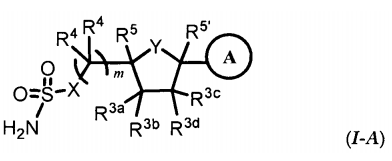 R4 R4 R5 Y R5' A
m
O
O S X R3a R3c
H2N R3b R3d
(I-A)